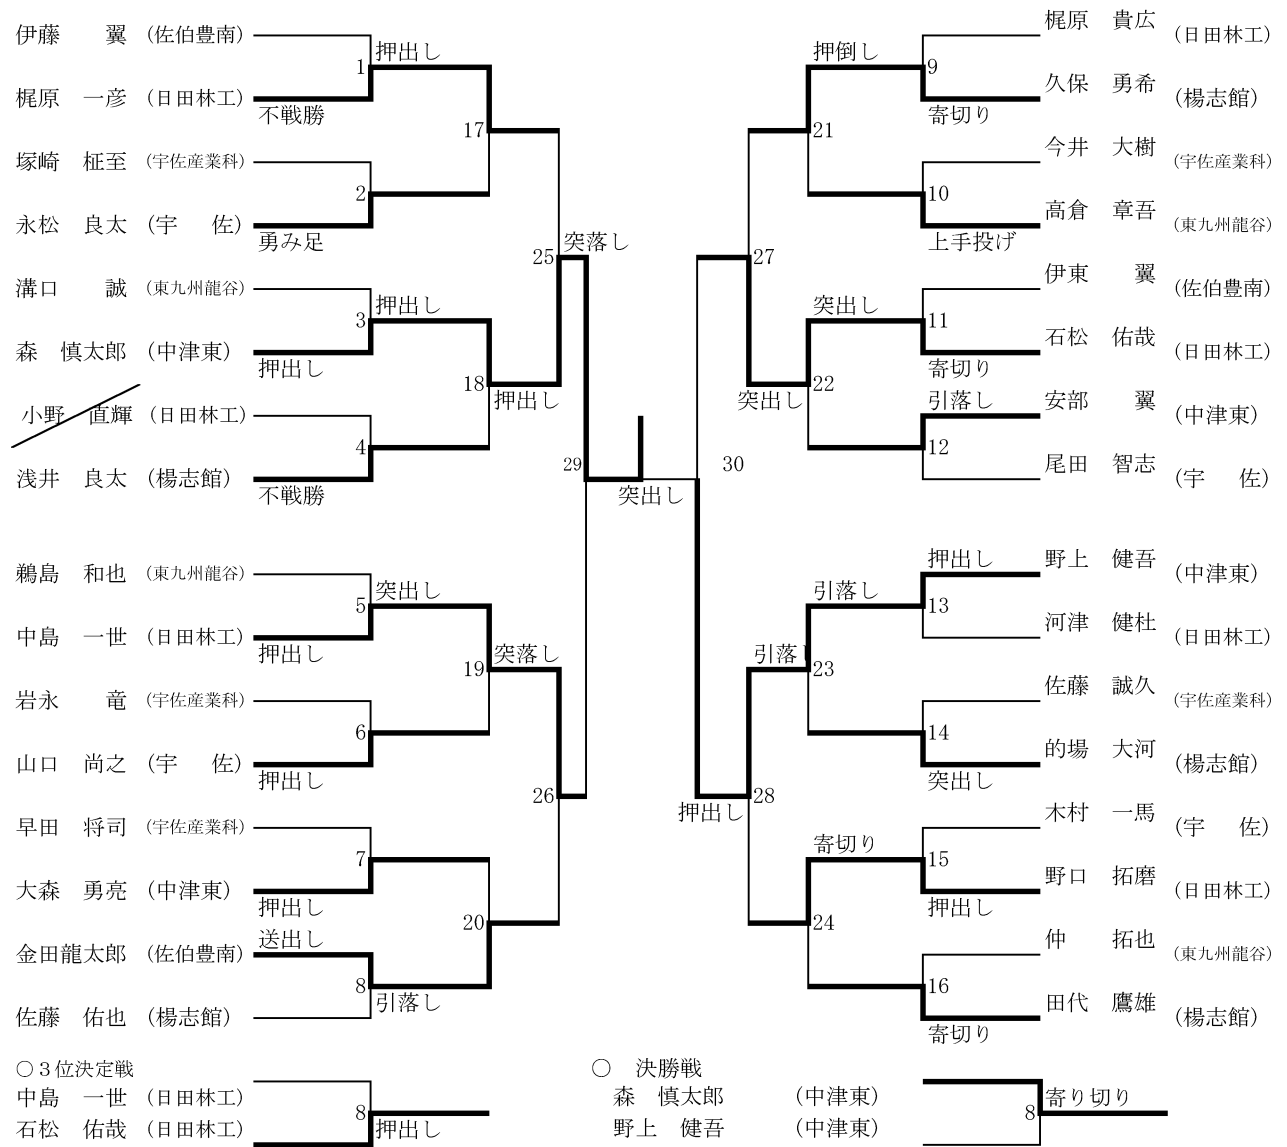 伊藤　　翼 (佐伯豊南)
押出し
1
梶原　一彦 (日田林工)
不戦勝
17
塚崎　柾至 (宇佐産業科)
2
永松　良太 (宇　佐)
勇み足
25
突落し
溝口　　誠 (東九州龍谷)
押出し
3
森　慎太郎 (中津東)
押出し
18
押出し
小野　直輝 (日田林工)
4
浅井　良太 (楊志館)
不戦勝
29
突出し
鵜島　和也 (東九州龍谷)
突出し
5
中島　一世 (日田林工)
押出し
19
突落し
岩永　　竜 (宇佐産業科)
6
山口　尚之 (宇　佐)
押出し
26
早田　将司 (宇佐産業科)
7
大森　勇亮 (中津東)
押出し
20
金田龍太郎 (佐伯豊南)
送出し
8
引落し
佐藤　佑也 (楊志館)
梶原　貴広 (日田林工)
押倒し
9
久保　勇希 (楊志館)
寄切り
21
今井　大樹 (宇佐産業科)
10
高倉　章吾 (東九州龍谷)
上手投げ
27
伊東　　翼 (佐伯豊南)
突出し
11
石松　佑哉 (日田林工)
寄切り
22
突出し
安部　　翼 (中津東)
引落し
12
尾田　智志 (宇　佐)
30
野上　健吾 (中津東)
押出し
引落し
13
河津　健杜 (日田林工)
引落し
23
佐藤　誠久 (宇佐産業科)
14
的場　大河 (楊志館)
突出し
28
押出し
木村　一馬 (宇　佐)
寄切り
15
野口　拓磨 (日田林工)
押出し
24
仲　　拓也 (東九州龍谷)
16
田代　鷹雄 (楊志館)
寄切り
○３位決定戦
中島　一世 (日田林工)
8
石松　佑哉 (日田林工)
押出し
○　決勝戦
森　慎太郎　(中津東)
8
寄り切り
野上　健吾　(中津東)